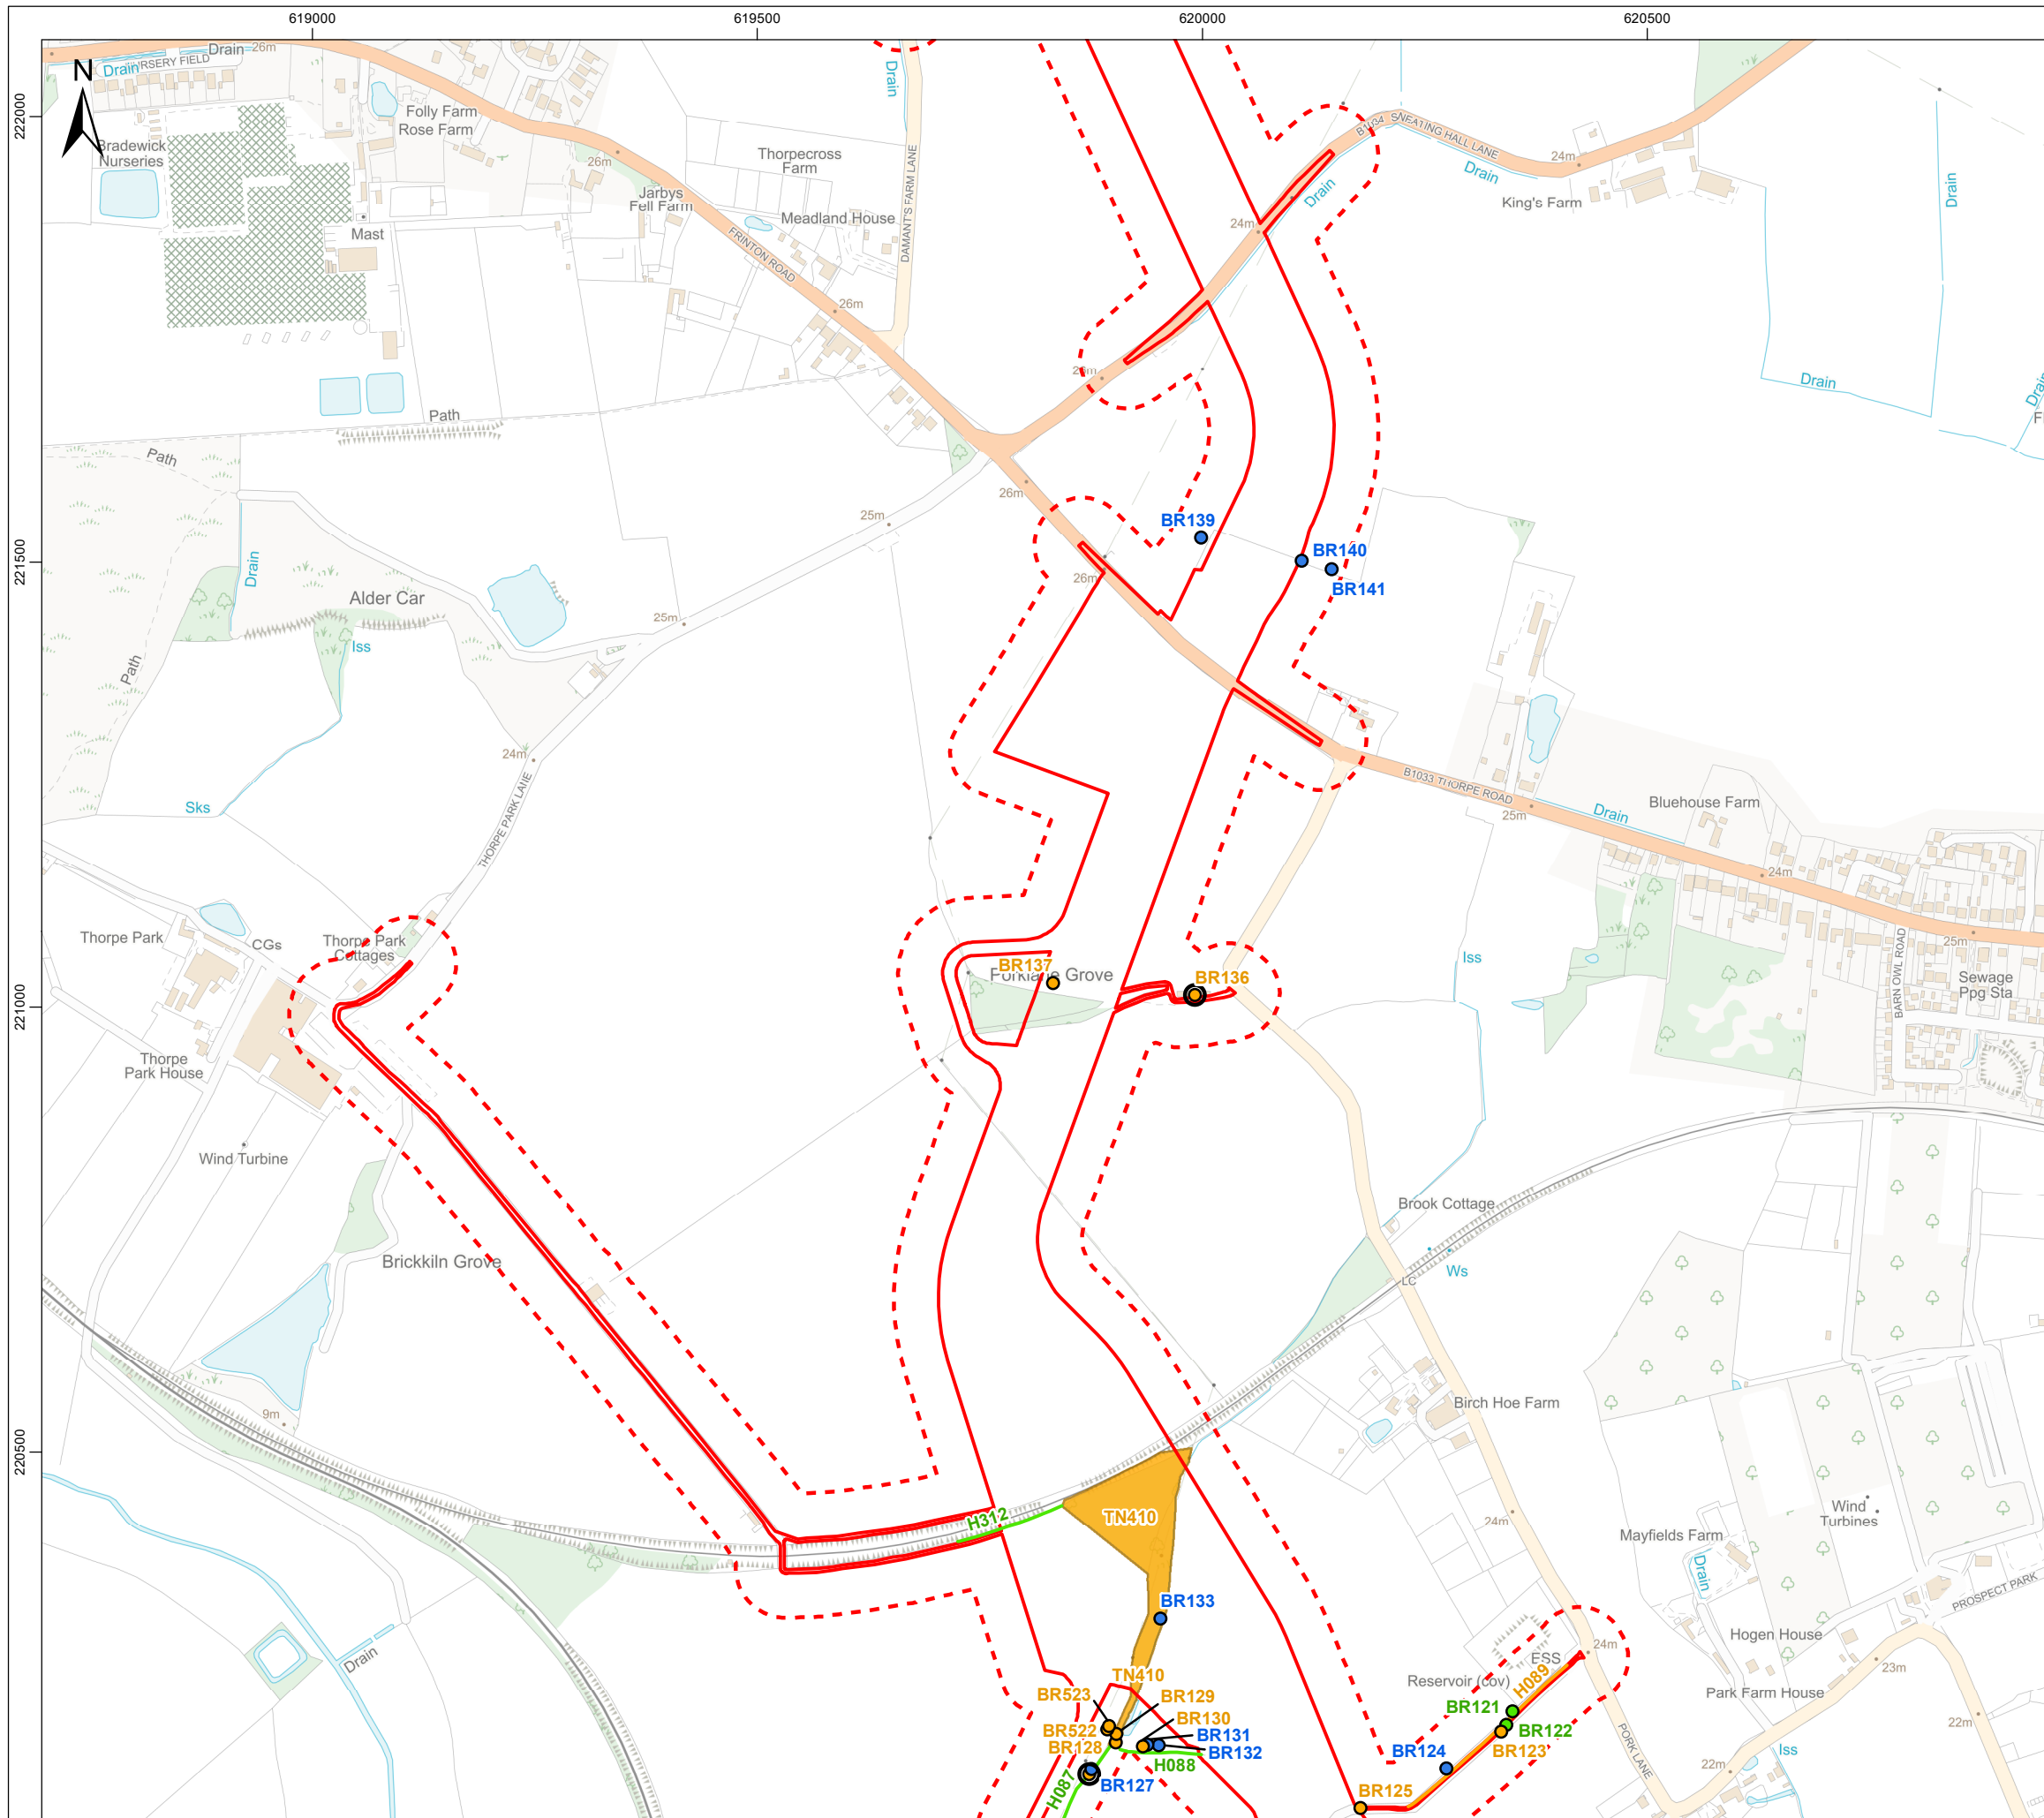 619000
619500
620000
620500
222000
221500
221000
220500
N
Drain
26m
Drain
URSERY FIELD
Folly Farm
Rose Farm
Bradewick
Nurseries
Mast
26m
Jarbys
Fell Farm
Thorpecross
Farm
Meadland House
DAMANT'S FARM LANE
Drain
FRINTON ROAD
26m
B1034 SNEATING HALL LANE
24m
Drain
Drain
24m
King's Farm
Drain
Drain
Path
Path
Path
Drain
Alder Car
Iss
Sks
25m
25m
26m
26m
BR139
BR140
BR141
24m
THORPE PARK LANE
B1033 THORPE ROAD
25m
Drain
Bluehouse Farm
24m
25m
BARN OWL ROAD
Sewage
Ppg Sta
Iss
Thorpe Park
CGs
Thorpe Park
Cottages
Thorpe
Park House
Wind Turbine
Brickkiln Grove
BR137
Porklane Grove
BR136
Brook Cottage
Ws
LC
Birch Hoe Farm
9m
Drain
H312
TN410
BR133
TN410
BR523
BR129
BR522
BR130
BR128
BR131
BR132
H088
H087
BR127
24m
Wind
Turbines
Mayfields Farm
Drain
PROSPECT PARK
Hogen House
24m
ESS
Reservoir (cov)
H089
23m
Park Farm House
BR121
BR122
BR123
BR124
BR125
PORK LANE
22m
22m
Iss